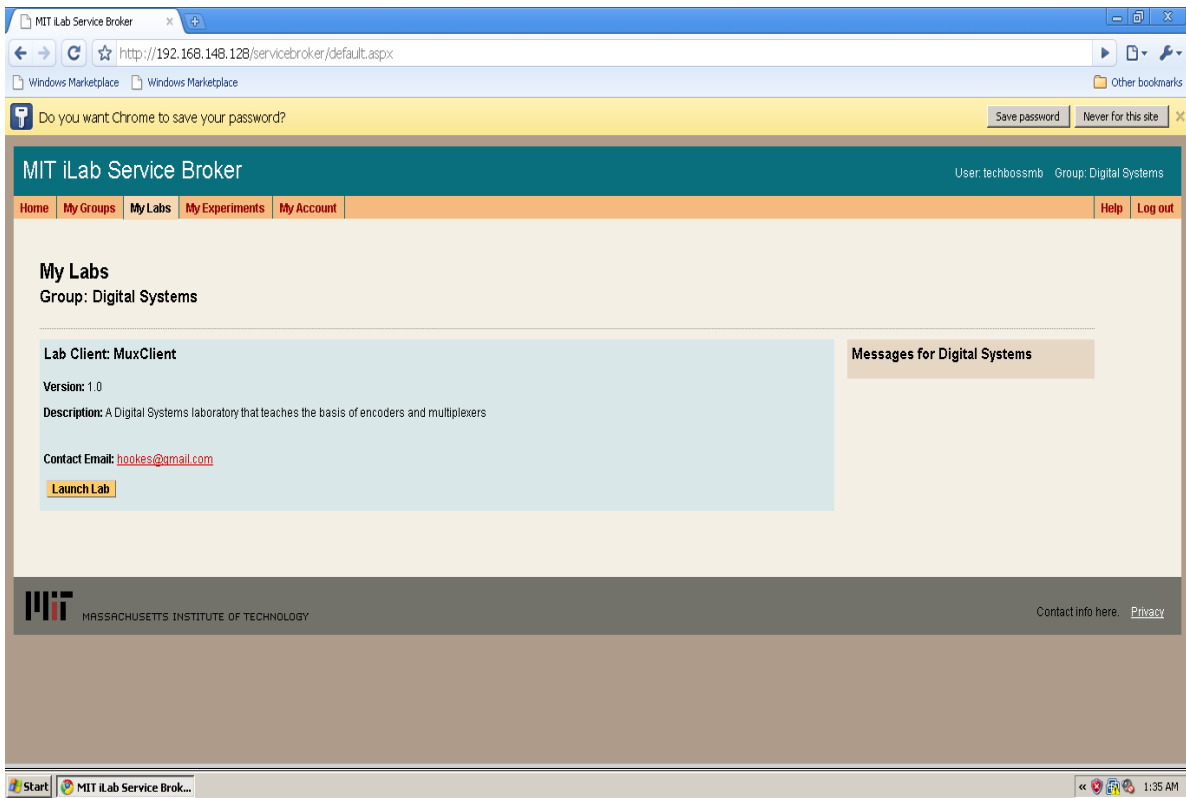 MIT iLab Service Broker
http://192.168.148.128/servicebroker/default.aspx
Windows Marketplace Windows Marketplace Other bookmarks
Do you want Chrome to save your password? Save password Never for this site
MIT iLab Service Broker User: techbossmb Group: Digital Systems
Home My Groups My Labs My Experiments My Account Help Log out
My Labs
Group: Digital Systems
Lab Client: MuxClient
Version: 1.0
Description: A Digital Systems laboratory that teaches the basis of encoders and multiplexers
Contact Email: hookes@gmail.com
Launch Lab
Messages for Digital Systems
MIT MASSACHUSETTS INSTITUTE OF TECHNOLOGY Contact info here. Privacy
Start MIT iLab Service Brok... 1:35 AM